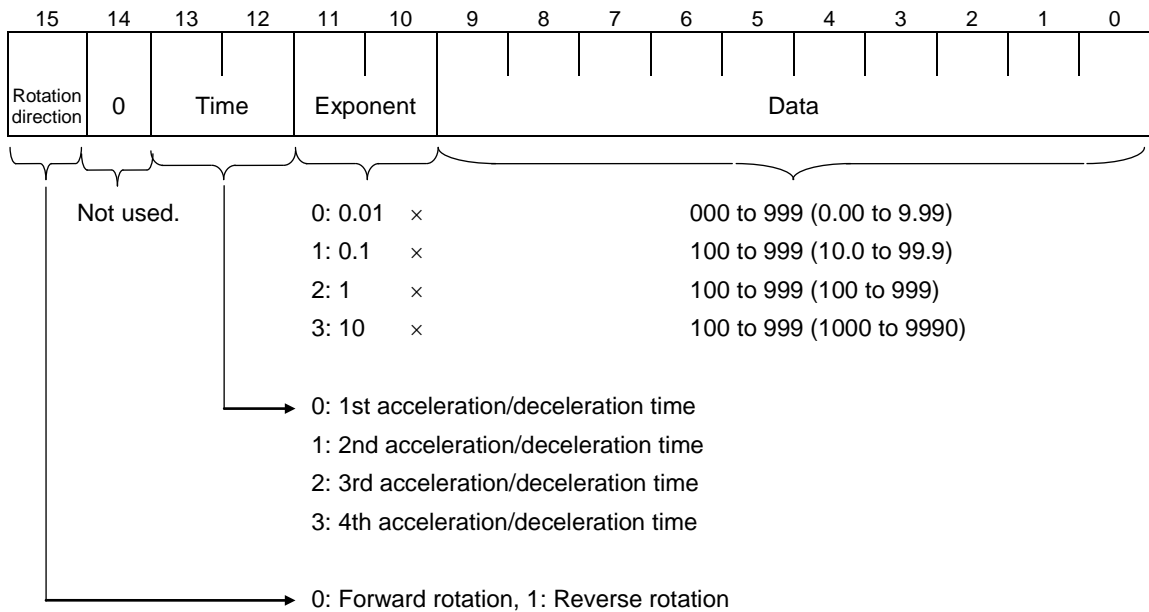 15 14 13 12 11 10 9 8 7 6 5 4 3 2 1 0
Rotation
direction 0 Time Exponent Data
Not used.
0: 0.01 × 000 to 999 (0.00 to 9.99)
1: 0.1 × 100 to 999 (10.0 to 99.9)
2: 1 × 100 to 999 (100 to 999)
3: 10 × 100 to 999 (1000 to 9990)
0: 1st acceleration/deceleration time
1: 2nd acceleration/deceleration time
2: 3rd acceleration/deceleration time
3: 4th acceleration/deceleration time
0: Forward rotation, 1: Reverse rotation